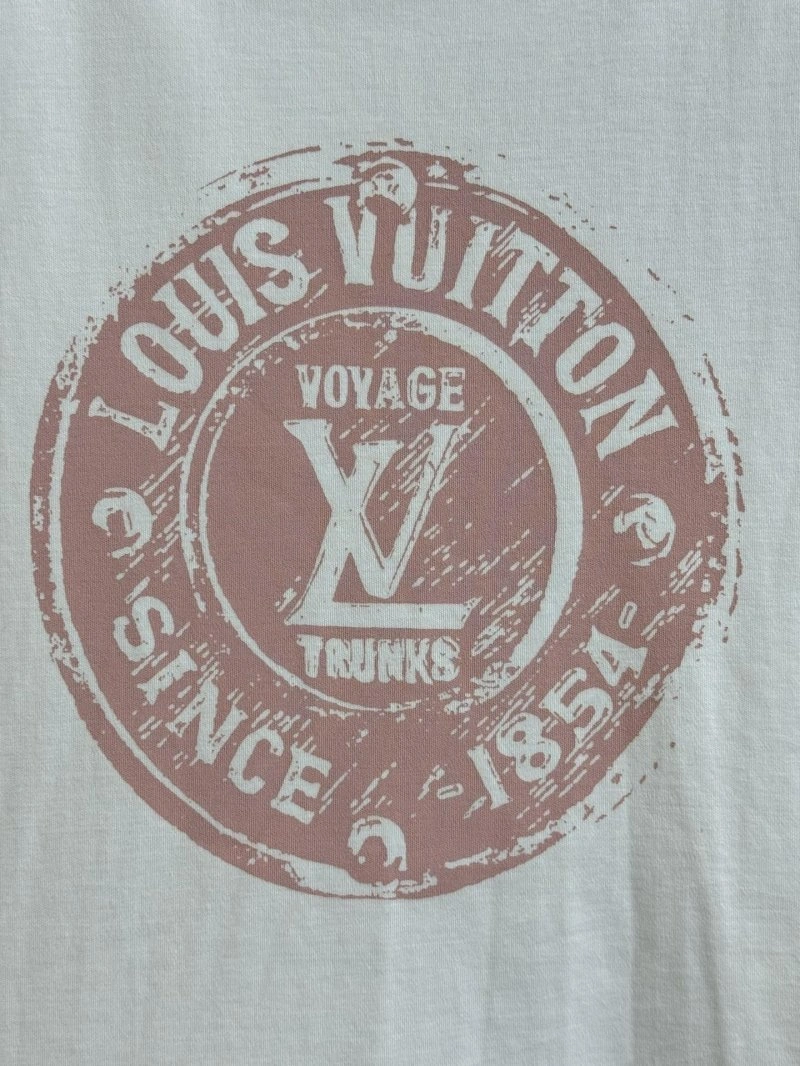 LOUIS VUITTON
VOYAGE
LV
TRUNKS
SINCE -1854-